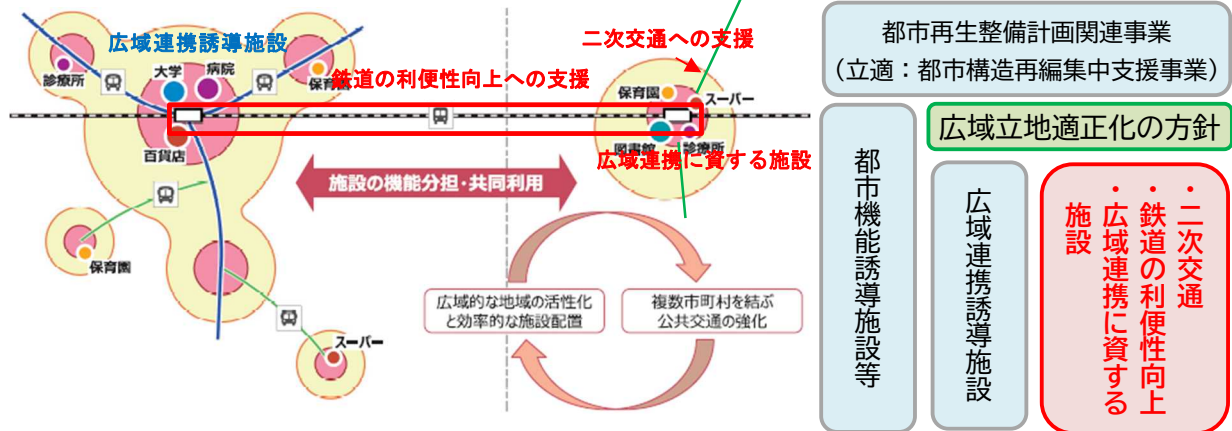 広域連携誘導施設
診療所
大学
病院
保育
鉄道の利便性向上への支援
百貨店
保育園
スーパー
二次交通への支援
保育園
スーパー
図書館
診療所
広域連携に資する施設
施設の機能分担・共同利用
広域的な地域の活性化
と効率的な施設配置
複数市町村を結ぶ
公共交通の強化
都市再生整備計画関連事業
（立適：都市構造再編集中支援事業）
広域立地適正化の方針
都市機能誘導施設等
広域連携誘導施設
・二次交通
・鉄道の利便性向上
・広域連携に資する
施設